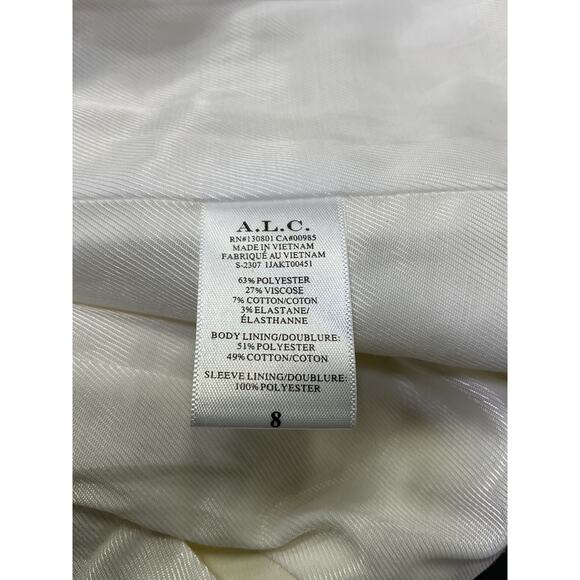 A.L.C.
RN#130801 CA#00985
MADE IN VIETNAM
FABRIQUÉ AU VIETNAM
S-2307 1JAKT00451
63% POLYESTER
27% VISCOSE
7% COTTON/COTON
3% ELASTANE/
ÉLASTHANNE
BODY LINING/DOUBLURE:
51% POLYESTER
49% COTTON/COTON
SLEEVE LINING/DOUBLURE:
100% POLYESTER
8